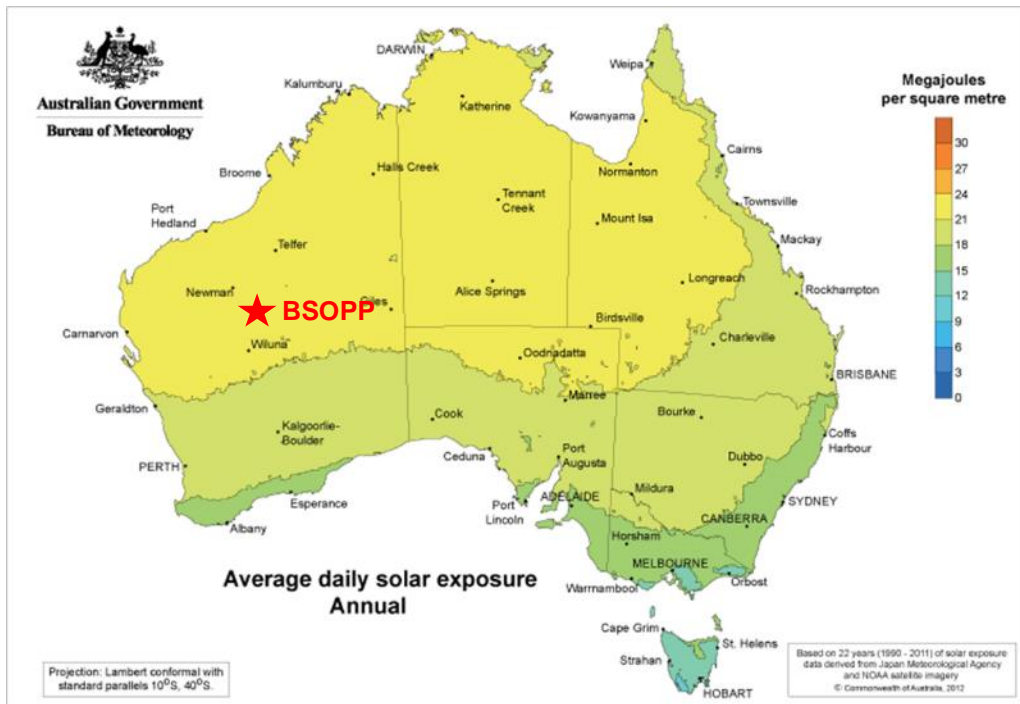 Australian Government
Bureau of Meteorology
DARWIN
Weipa
Kalumburu
Katherine
Kowanyama
Megajoules
per square metre
30
27
24
21
18
15
12
9
6
3
0
Cairns
Broome
Halls Creek
Normanton
Tennant
Creek
Townsville
Port
Hedland
Mount Isa
Mackay
Telfer
Longreach
Newman
Alice Springs
Rockhampton
BSOPP
Giles
Birdsville
Carnarvon
Charleville
Wiluna
Oodnadatta
BRISBANE
Marree
Geraldton
Bourke
Cook
Kalgoorlie-
Boulder
Coffs
Harbour
Port
Augusta
Ceduna
Dubbo
PERTH
Mildura
Esperance
Port
Lincoln
ADELAIDE
SYDNEY
Albany
CANBERRA
Horsham
MELBOURNE
Average daily solar exposure
Annual
Warrnambool
Orbost
Cape Grim
St. Helens
Strahan
HOBART
Projection: Lambert conformal with
standard parallels 10°S, 40°S.
Based on 22 years (1990 - 2011) of solar exposure
data derived from Japan Meteorological Agency
and NOAA satellite imagery
© Commonwealth of Australia, 2012